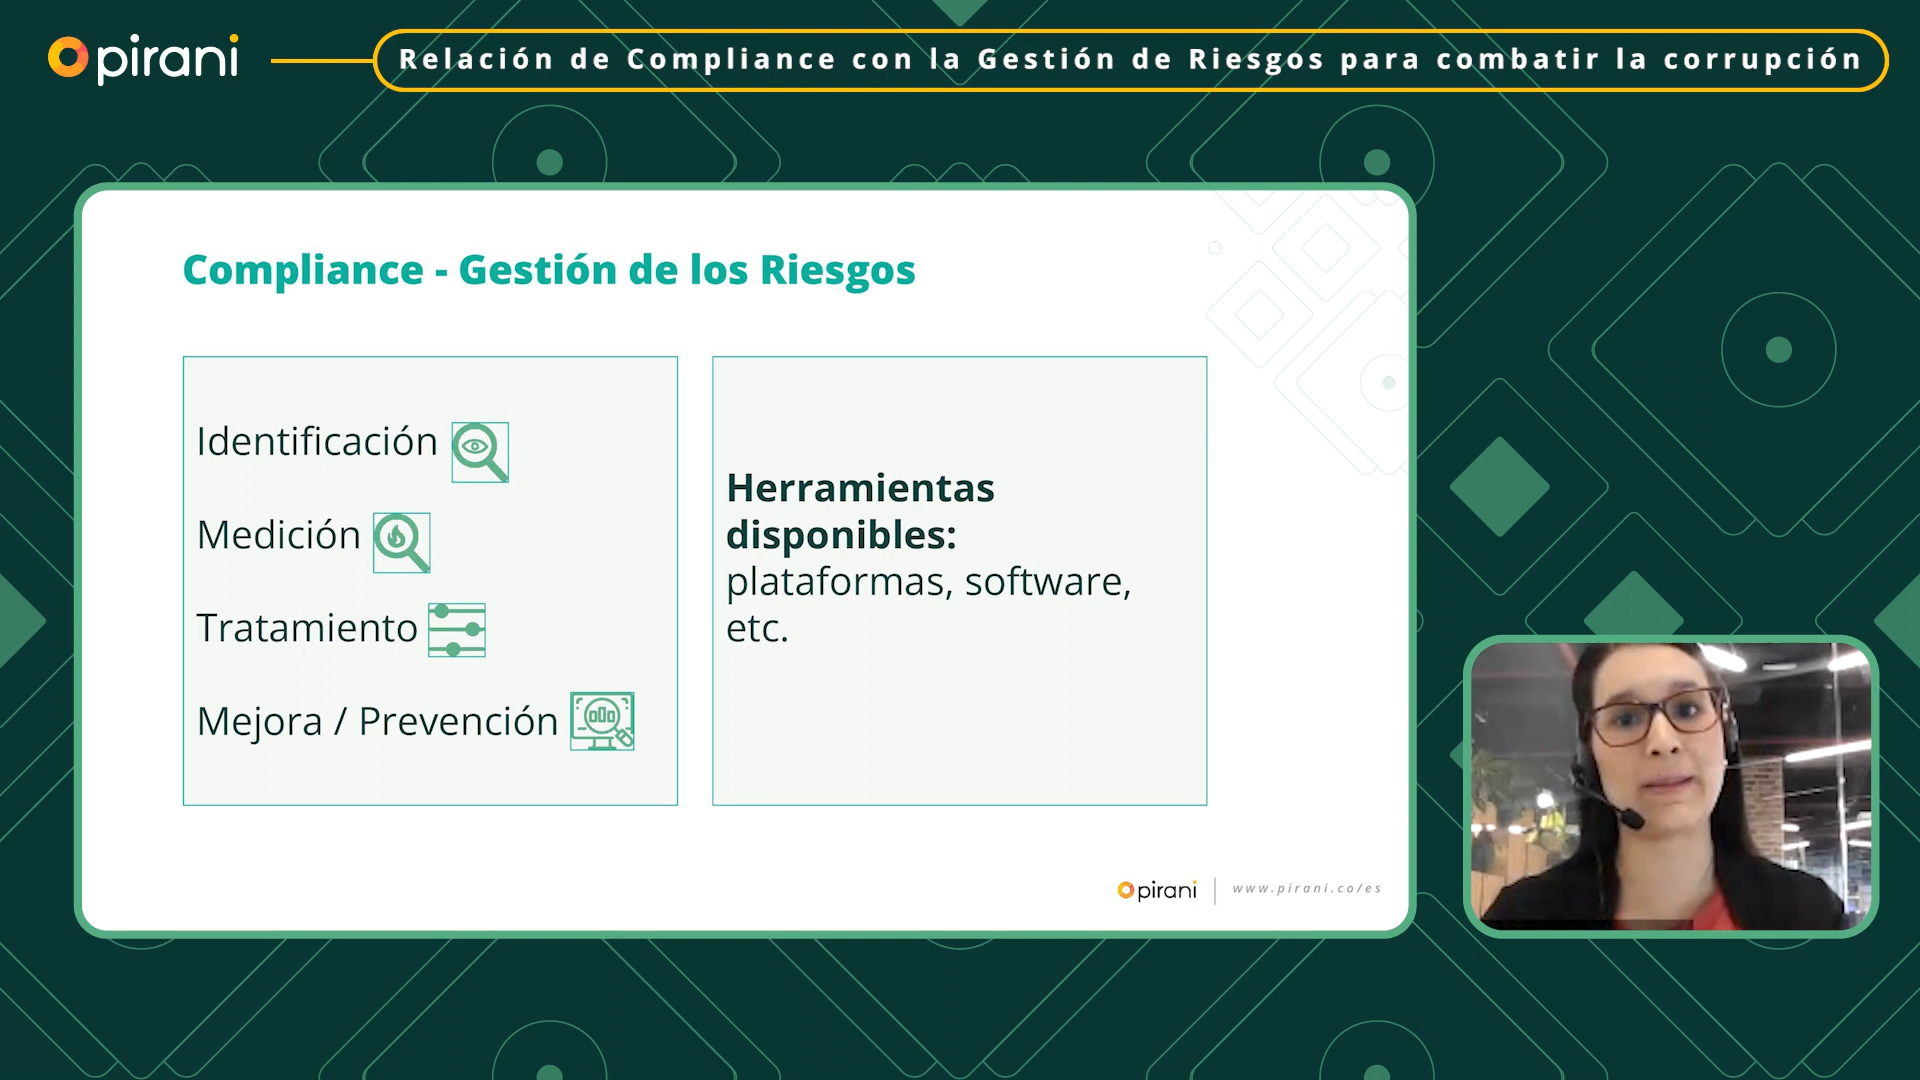 pirani
Relación de Compliance con la Gestión de Riesgos para combatir la corrupción
Compliance - Gestión de los Riesgos
Identificación
Medición
Tratamiento
Mejora / Prevención
Herramientas
disponibles:
plataformas, software,
etc.
pirani
www.pirani.co/es